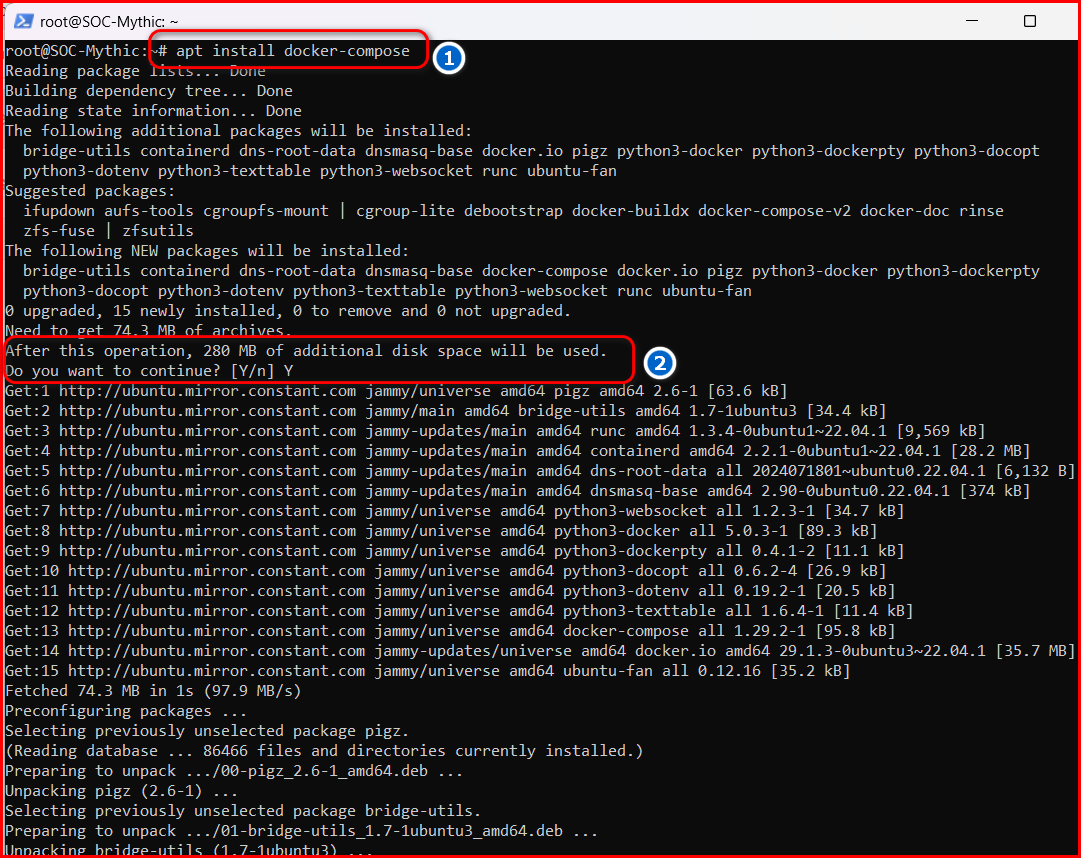 root@SOC-Mythic: ~
root@SOC-Mythic:~# apt install docker-compose
1
Reading package lists... Done
Building dependency tree... Done
Reading state information... Done
The following additional packages will be installed:
  bridge-utils containerd dns-root-data dnsmasq-base docker.io pigz python3-docker python3-dockerpty python3-docopt
  python3-dotenv python3-texttable python3-websocket runc ubuntu-fan
Suggested packages:
  ifupdown aufs-tools cgroupfs-mount | cgroup-lite debootstrap docker-buildx docker-compose-v2 docker-doc rinse
  zfs-fuse | zfsutils
The following NEW packages will be installed:
  bridge-utils containerd dns-root-data dnsmasq-base docker-compose docker.io pigz python3-docker python3-dockerpty
  python3-docopt python3-dotenv python3-texttable python3-websocket runc ubuntu-fan
0 upgraded, 15 newly installed, 0 to remove and 0 not upgraded.
Need to get 74.3 MB of archives.
After this operation, 280 MB of additional disk space will be used.
Do you want to continue? [Y/n] Y
2
Get:1 http://ubuntu.mirror.constant.com jammy/universe amd64 pigz amd64 2.6-1 [63.6 kB]
Get:2 http://ubuntu.mirror.constant.com jammy/main amd64 bridge-utils amd64 1.7-1ubuntu3 [34.4 kB]
Get:3 http://ubuntu.mirror.constant.com jammy-updates/main amd64 runc amd64 1.3.4-0ubuntu1~22.04.1 [9,569 kB]
Get:4 http://ubuntu.mirror.constant.com jammy-updates/main amd64 containerd amd64 2.2.1-0ubuntu1~22.04.1 [28.2 MB]
Get:5 http://ubuntu.mirror.constant.com jammy-updates/main amd64 dns-root-data all 2024071801~ubuntu0.22.04.1 [6,132 B]
Get:6 http://ubuntu.mirror.constant.com jammy-updates/main amd64 dnsmasq-base amd64 2.90-0ubuntu0.22.04.1 [374 kB]
Get:7 http://ubuntu.mirror.constant.com jammy/universe amd64 python3-websocket all 1.2.3-1 [34.7 kB]
Get:8 http://ubuntu.mirror.constant.com jammy/universe amd64 python3-docker all 5.0.3-1 [89.3 kB]
Get:9 http://ubuntu.mirror.constant.com jammy/universe amd64 python3-dockerpty all 0.4.1-2 [11.1 kB]
Get:10 http://ubuntu.mirror.constant.com jammy/universe amd64 python3-docopt all 0.6.2-4 [26.9 kB]
Get:11 http://ubuntu.mirror.constant.com jammy/universe amd64 python3-dotenv all 0.19.2-1 [20.5 kB]
Get:12 http://ubuntu.mirror.constant.com jammy/universe amd64 python3-texttable all 1.6.4-1 [11.4 kB]
Get:13 http://ubuntu.mirror.constant.com jammy/universe amd64 docker-compose all 1.29.2-1 [95.8 kB]
Get:14 http://ubuntu.mirror.constant.com jammy-updates/universe amd64 docker.io amd64 29.1.3-0ubuntu3~22.04.1 [35.7 MB]
Get:15 http://ubuntu.mirror.constant.com jammy/universe amd64 ubuntu-fan all 0.12.16 [35.2 kB]
Fetched 74.3 MB in 1s (97.9 MB/s)
Preconfiguring packages ...
Selecting previously unselected package pigz.
(Reading database ... 86466 files and directories currently installed.)
Preparing to unpack .../00-pigz_2.6-1_amd64.deb ...
Unpacking pigz (2.6-1) ...
Selecting previously unselected package bridge-utils.
Preparing to unpack .../01-bridge-utils_1.7-1ubuntu3_amd64.deb ...
Unpacking bridge-utils (1.7-1ubuntu3) ...